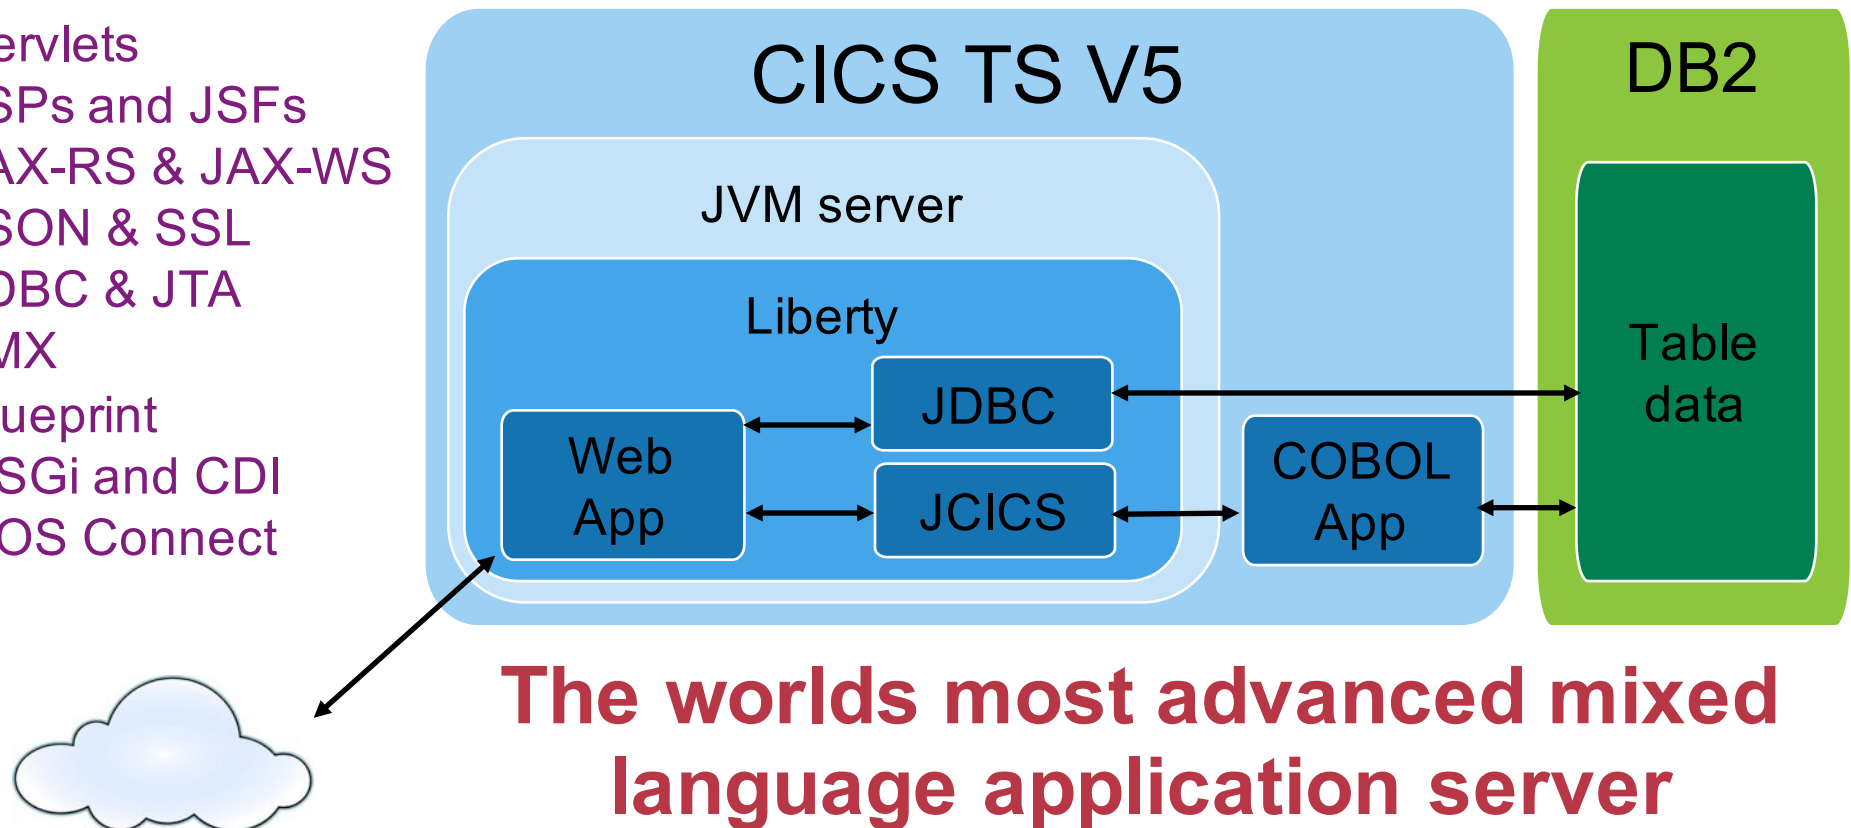 ervlets
SPs and JSFs
AX-RS & JAX-WS
SON & SSL
DBC & JTA
MX
ueprint
SGi and CDI
OS Connect
CICS TS V5
JVM server
Liberty
JDBC
Web
App
JCICS
COBOL
App
DB2
Table
data
The worlds most advanced mixed
language application server